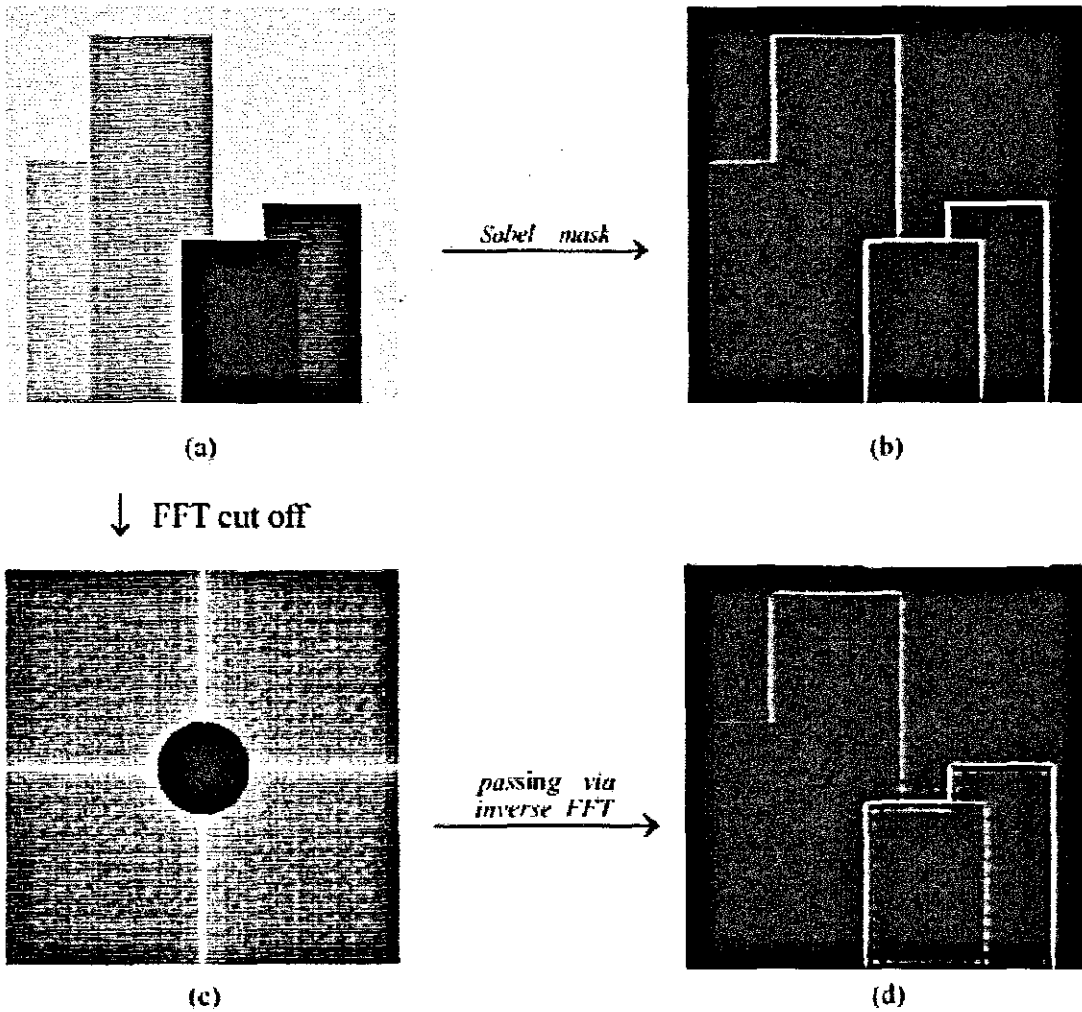 Sobel mask
(a)
(b)
↓ FFT cut off
passing via
inverse FFT
(c)
(d)